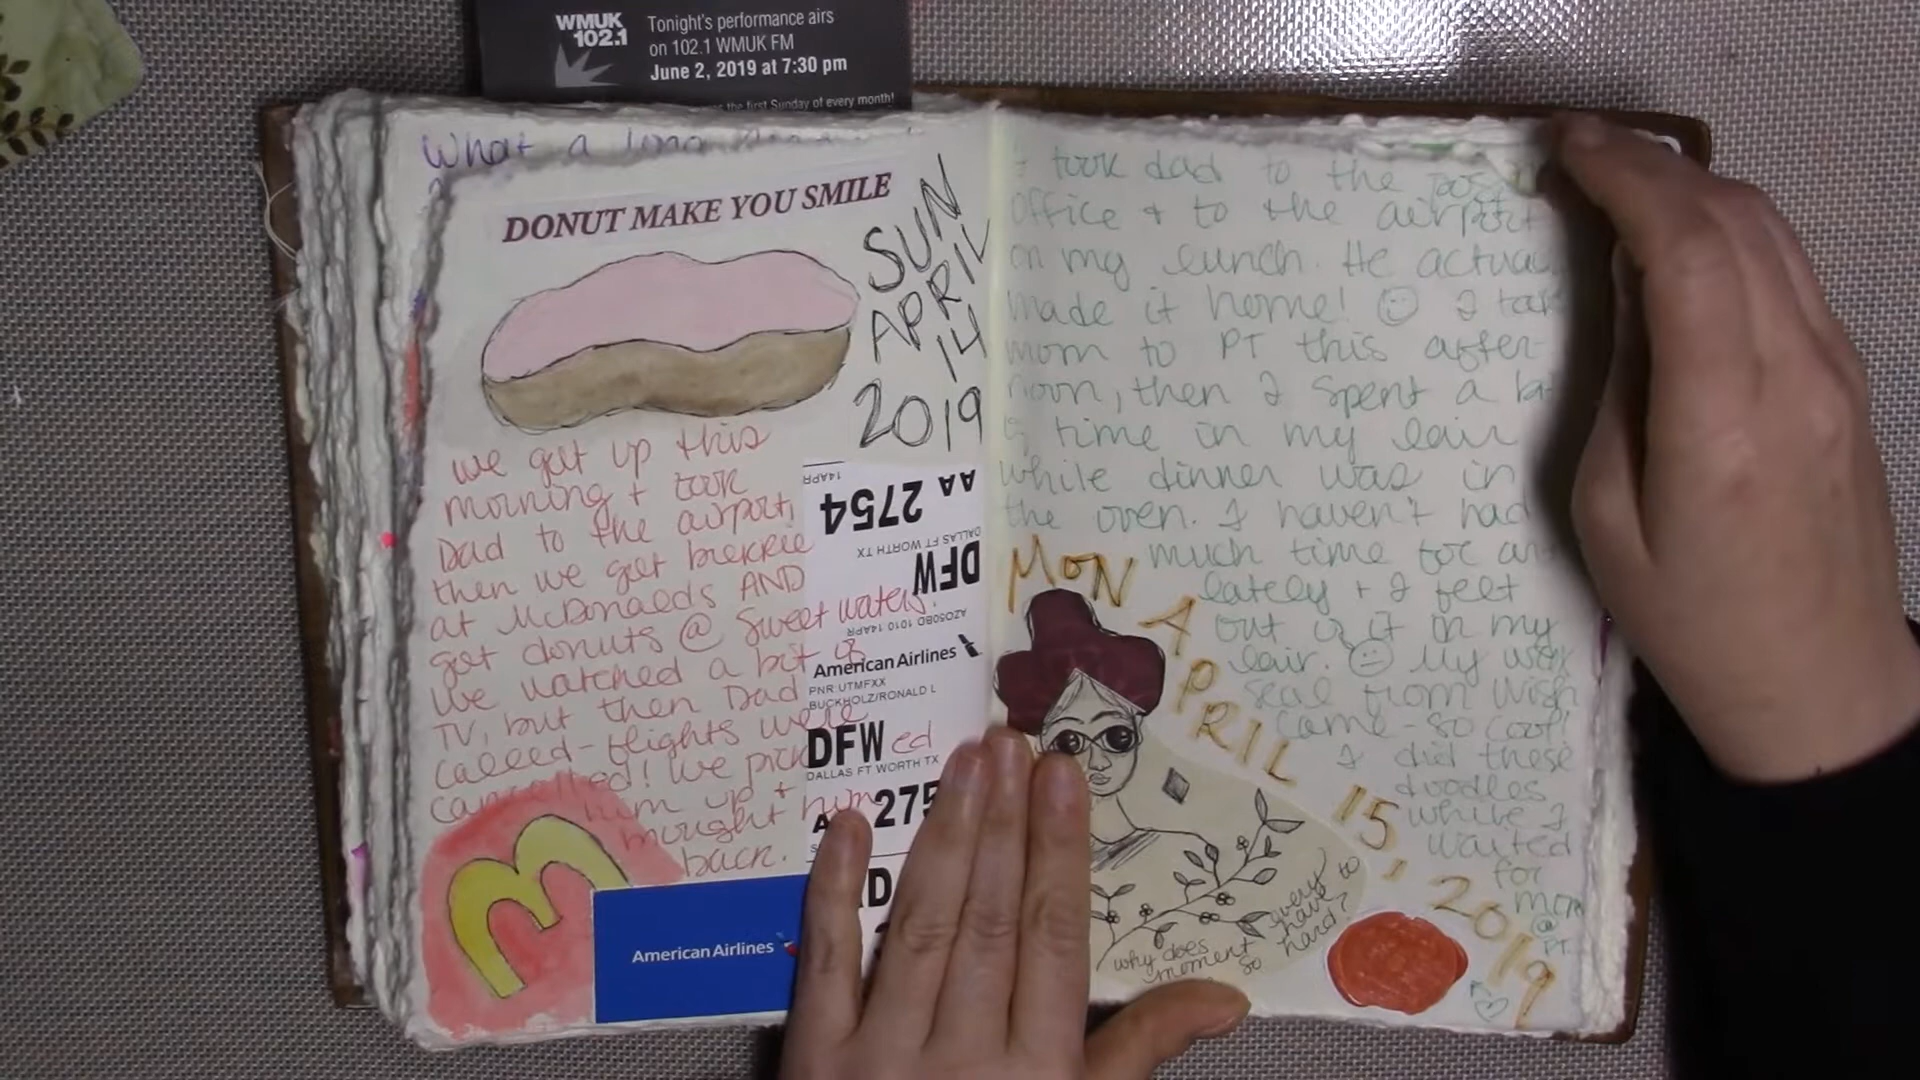 WMUK
102.1
Tonight's performance airs
on 102.1 WMUK FM
June 2, 2019 at 7:30 pm
the first Sunday of every month!
What a long
DONUT MAKE YOU SMILE
SUN
APRIL
14
2019
we got up this
morning + took
Dad to the airport,
then we got brekkie
at McDonalds AND
got donuts @ Sweetwaters.
We watched a bit of
TV, but then Dad
called - flights were
cancelled! We picked
him up +
brought him
back.
14APR
AA 2754
DALLAS FT WORTH TX
DFW
AZO50BD 1010 14APR
American Airlines
PNR:UTMFXX
BUCKHOLZ/RONALD L
DFW
DALLAS FT WORTH TX
275
American Airlines
I took dad to the post
office + to the airport
on my lunch. He actual
made it home! I took
mom to PT this after-
noon, then I spent a bit
of time in my lair
while dinner was in
the oven. I haven't had
much time for ar
lately + I feel
out of it in my
lair. My wax
seal from Wish
came - so cool!
I did these
doodles
while I
waited
for
mom
@
PT
MON
APRIL 15, 2019
why does every
moment have to
so hard?